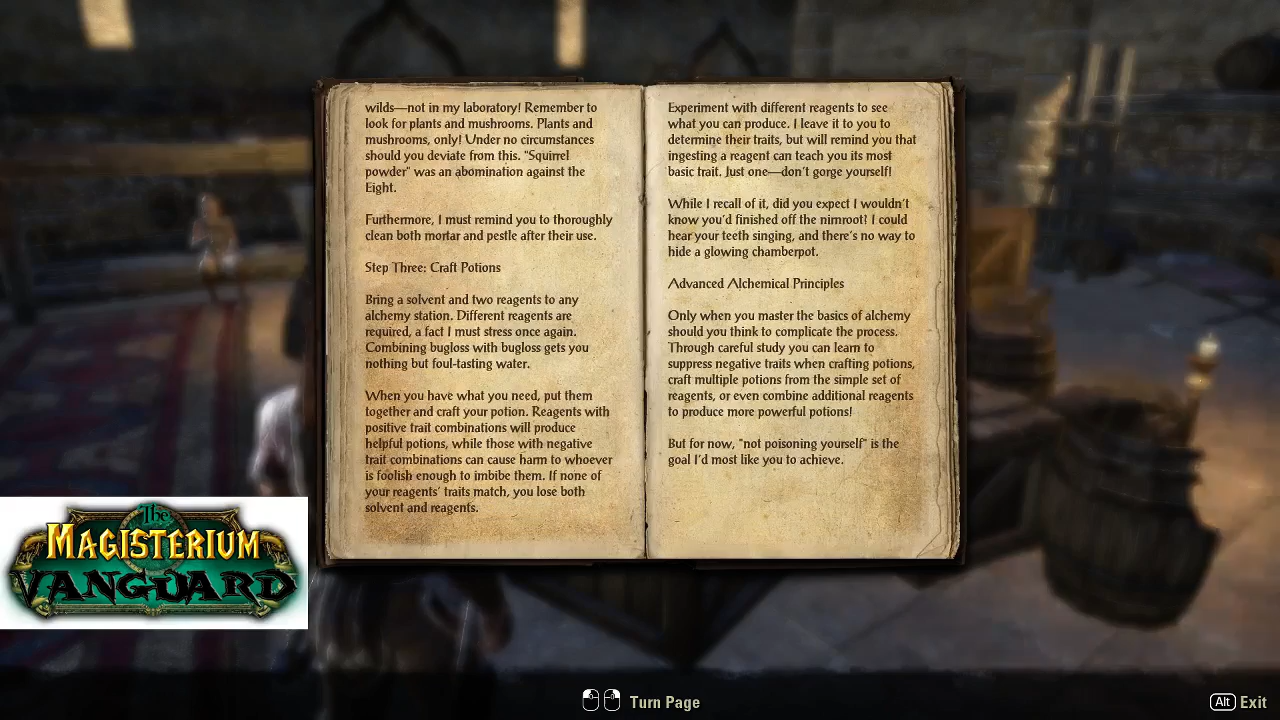 wilds—not in my laboratory! Remember to
look for plants and mushrooms. Plants and
mushrooms, only! Under no circumstances
should you deviate from this. "Squirrel
powder" was an abomination against the
Eight.
Furthermore, I must remind you to thoroughly
clean both mortar and pestle after their use.
Step Three: Craft Potions
Bring a solvent and two reagents to any
alchemy station. Different reagents are
required, a fact I must stress once again.
Combining bugloss with bugloss gets you
nothing but foul-tasting water.
When you have what you need, put them
together and craft your potion. Reagents with
positive trait combinations will produce
helpful potions, while those with negative
trait combinations can cause harm to whoever
is foolish enough to imbibe them. If none of
your reagents' traits match, you lose both
solvent and reagents.
Experiment with different reagents to see
what you can produce. I leave it to you to
determine their traits, but will remind you that
ingesting a reagent can teach you its most
basic trait. Just one—don't gorge yourself!
While I recall of it, did you expect I wouldn't
know you'd finished off the nirnroot? I could
hear your teeth singing, and there's no way to
hide a glowing chamberpot.
Advanced Alchemical Principles
Only when you master the basics of alchemy
should you think to complicate the process.
Through careful study you can learn to
suppress negative traits when crafting potions,
craft multiple potions from the simple set of
reagents, or even combine additional reagents
to produce more powerful potions!
But for now, "not poisoning yourself" is the
goal I'd most like you to achieve.
The
MAGISTERIUM
VANGUARD
Turn Page
Alt Exit